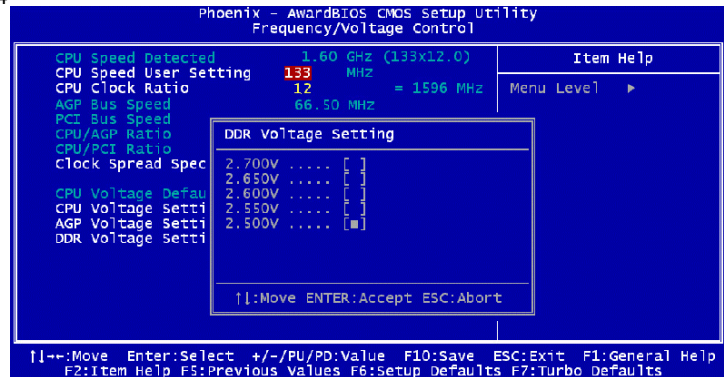 Phoenix - AwardBIOS CMOS Setup Utility
Frequency/Voltage Control
CPU Speed Detected 1.60 GHz (133x12.0)
Item Help
CPU Speed User Setting 133 MHz
CPU Clock Ratio 12 = 1596 MHz
Menu Level ▶
AGP Bus Speed 66.50 MHz
PCI Bus Speed
CPU/AGP Ratio
CPU/PCI Ratio
Clock Spread Spec
CPU Voltage Defau
CPU Voltage Setti
AGP Voltage Setti
DDR Voltage Setti
DDR Voltage Setting
2.700V ..... [ ]
2.650V ..... [ ]
2.600V ..... [ ]
2.550V ..... [ ]
2.500V ..... [■]
↑↓:Move ENTER:Accept ESC:Abort
↑↓→←:Move Enter:Select +/-/PU/PD:Value F10:Save ESC:Exit F1:General Help
F2:Item Help F5:Previous Values F6:Setup Defaults F7:Turbo Defaults